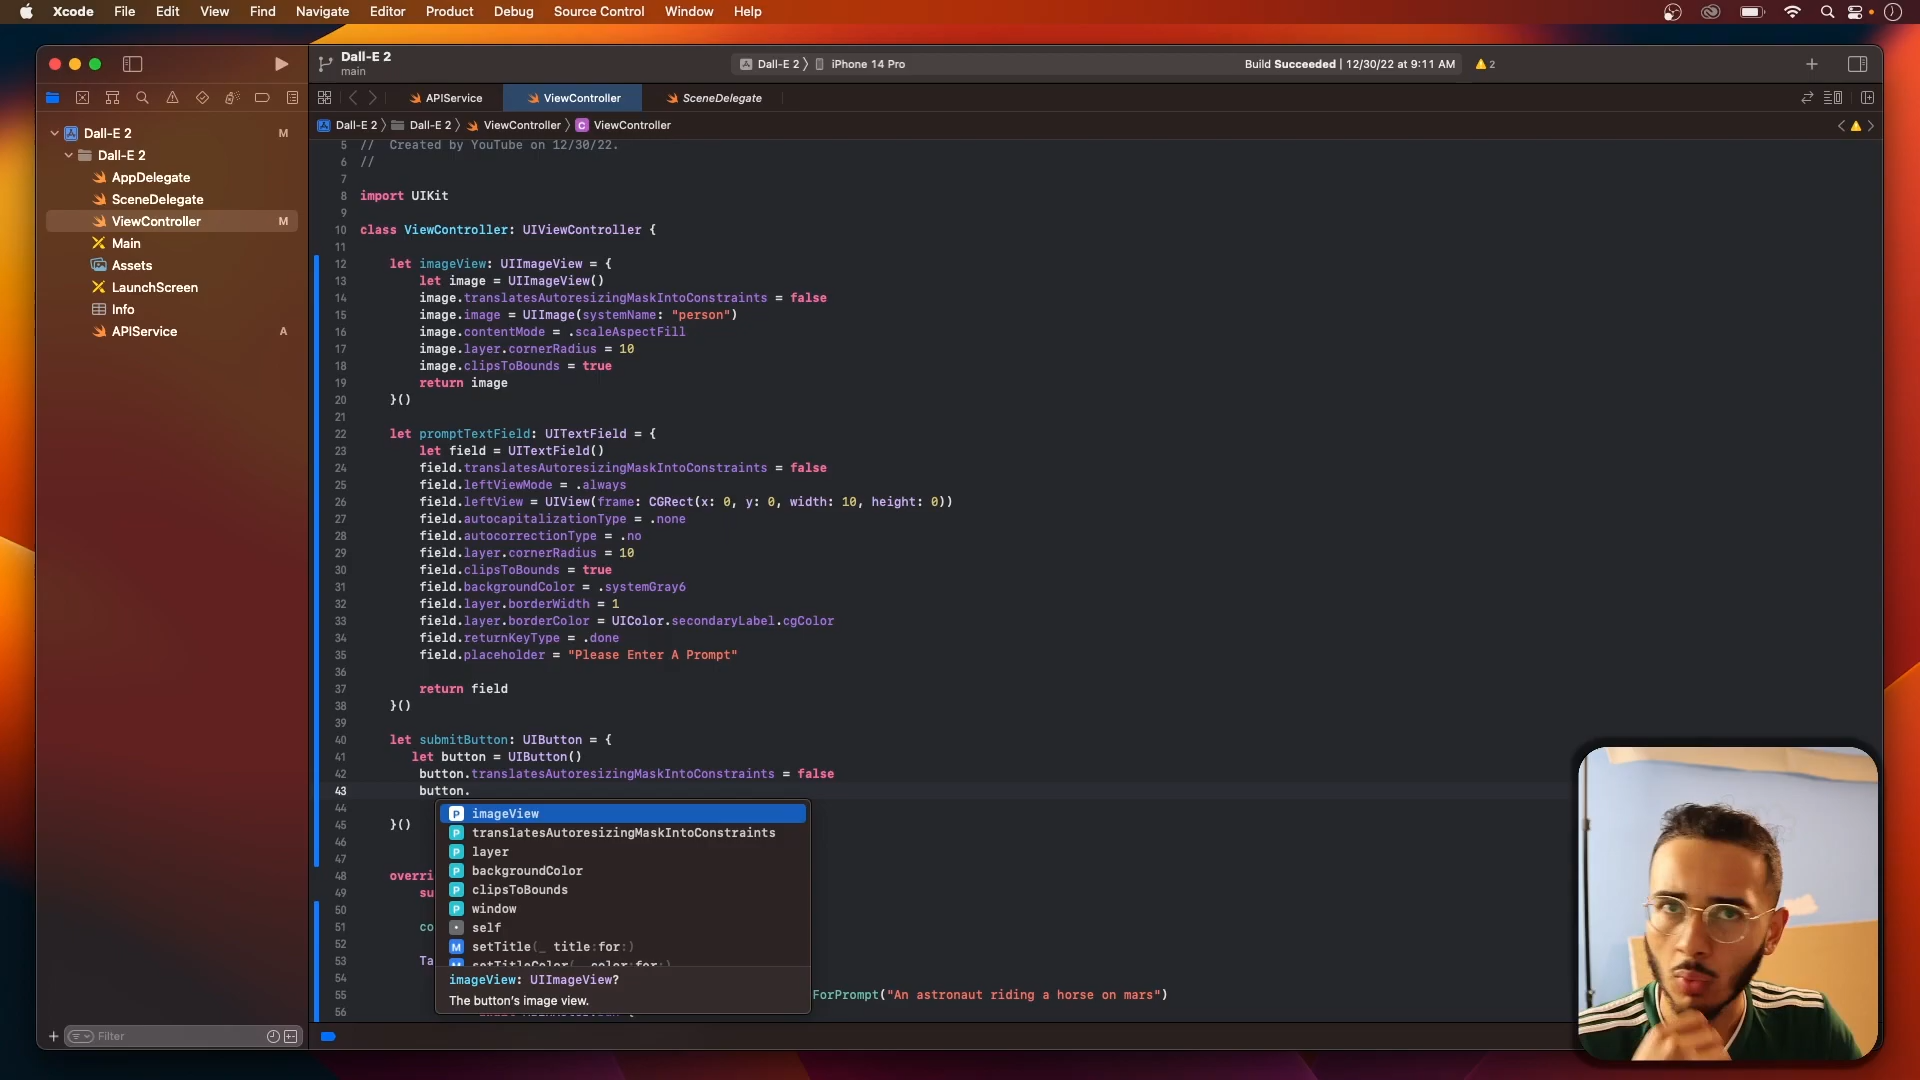 Xcode File Edit View Find Navigate Editor Product Debug Source Control Window Help
Dall-E 2
main
Dall-E 2 iPhone 14 Pro
Build Succeeded | 12/30/22 at 9:11 AM
2
APIService
ViewController
SceneDelegate
Dall-E 2 Dall-E 2 ViewController C ViewController
Dall-E 2 M
Dall-E 2
AppDelegate
SceneDelegate
ViewController M
Main
Assets
LaunchScreen
Info
APIService A
Filter
5 //  Created by YouTube on 12/30/22.
6 //
7
8 import UIKit
9
10 class ViewController: UIViewController {
11
12 let imageView: UIImageView = {
13 let image = UIImageView()
14 image.translatesAutoresizingMaskIntoConstraints = false
15 image.image = UIImage(systemName: "person")
16 image.contentMode = .scaleAspectFill
17 image.layer.cornerRadius = 10
18 image.clipsToBounds = true
19 return image
20 }()
21
22 let promptTextField: UITextField = {
23 let field = UITextField()
24 field.translatesAutoresizingMaskIntoConstraints = false
25 field.leftViewMode = .always
26 field.leftView = UIView(frame: CGRect(x: 0, y: 0, width: 10, height: 0))
27 field.autocapitalizationType = .none
28 field.autocorrectionType = .no
29 field.layer.cornerRadius = 10
30 field.clipsToBounds = true
31 field.backgroundColor = .systemGray6
32 field.layer.borderWidth = 1
33 field.layer.borderColor = UIColor.secondaryLabel.cgColor
34 field.returnKeyType = .done
35 field.placeholder = "Please Enter A Prompt"
36
37 return field
38 }()
39
40 let submitButton: UIButton = {
41 let button = UIButton()
42 button.translatesAutoresizingMaskIntoConstraints = false
43 button.
44
45 }()
46
47
48 overri
49 su
50
51 co
52
53 Ta
54
55 ForPrompt("An astronaut riding a horse on mars")
56
P imageView
P translatesAutoresizingMaskIntoConstraints
P layer
P backgroundColor
P clipsToBounds
P window
self
M setTitle(_ title:for:)
M setTitleColor(_ color:for:)
imageView: UIImageView?
The button's image view.